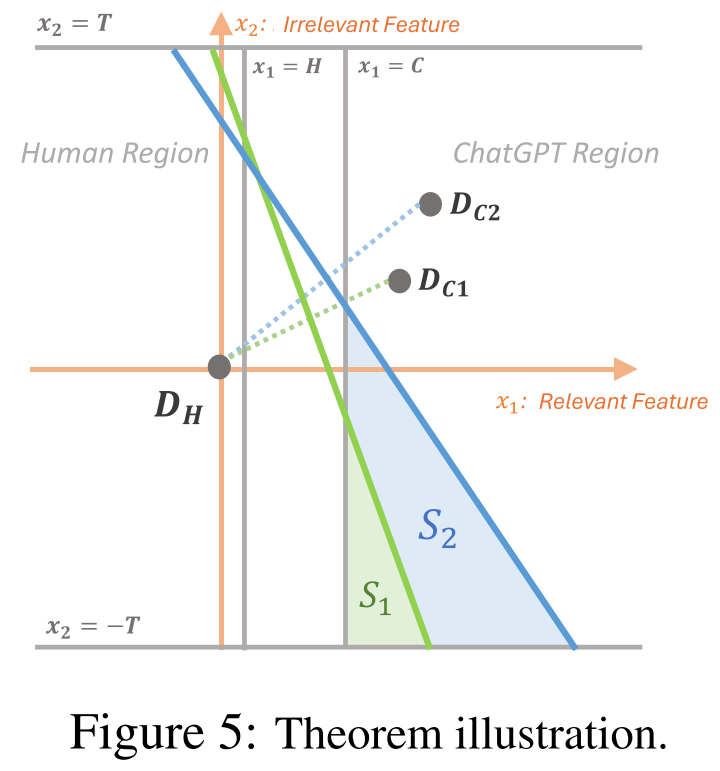 x₂ = T
x₂: Irrelevant Feature
x₁ = H
x₁ = C
Human Region
ChatGPT Region
D_C2
D_C1
D_H
x₁: Relevant Feature
S₂
S₁
x₂ = −T
Figure 5: Theorem illustration.